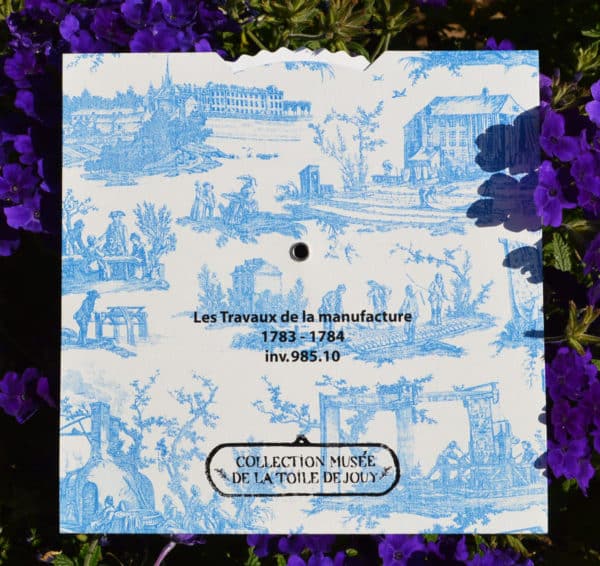 Les Travaux de la manufacture
1783 - 1784
inv.985.10
COLLECTION MUSÉE
DE LA TOILE DE JOUY